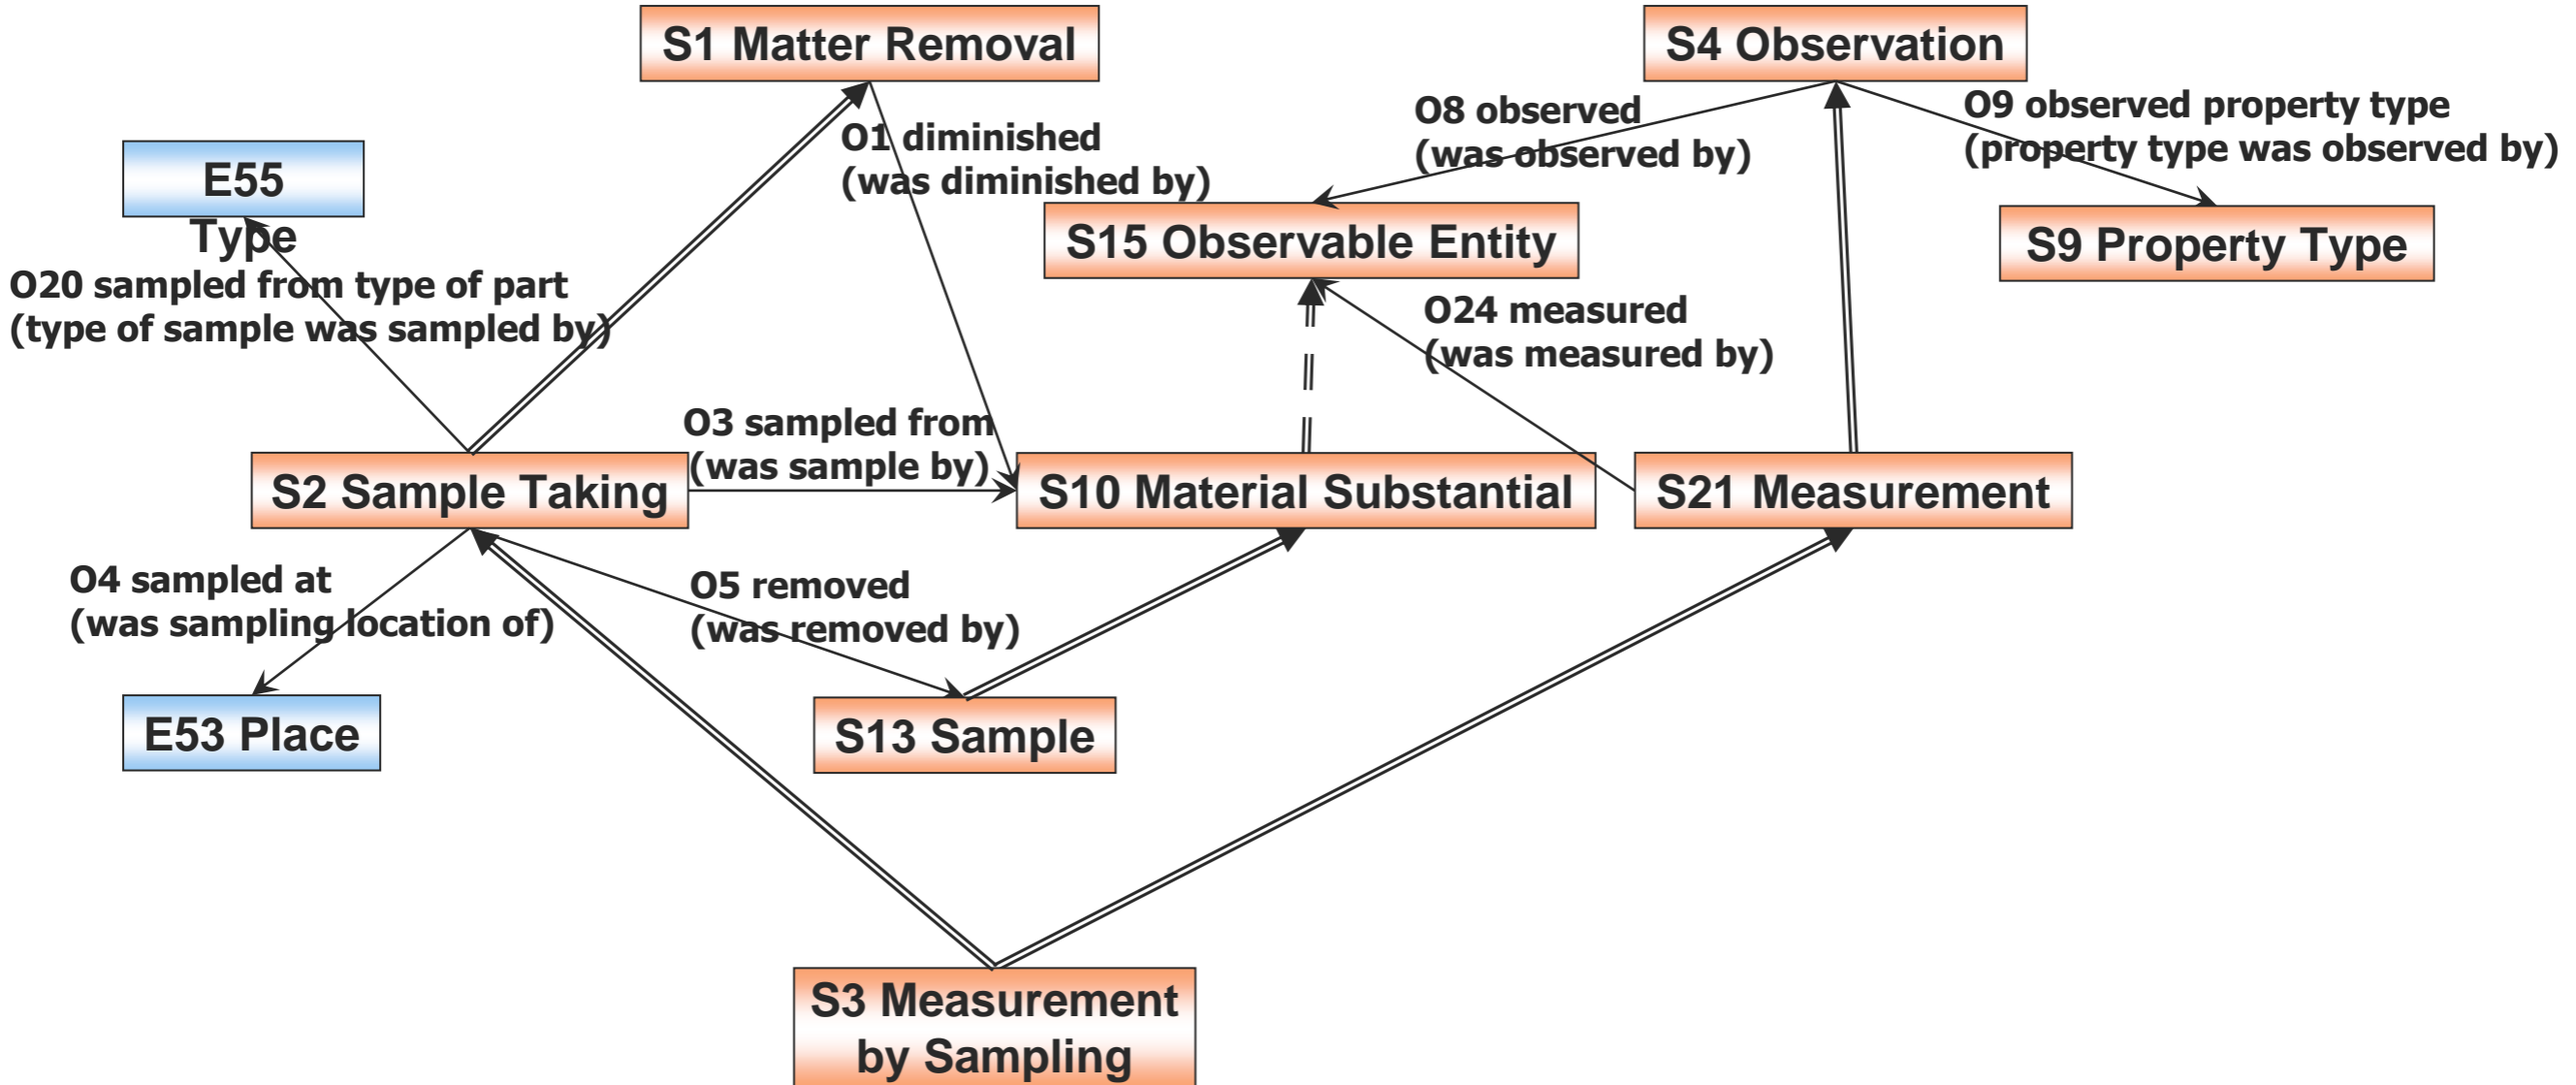 S1 Matter Removal
S4 Observation
O8 observed
(was observed by)
O9 observed property type
(property type was observed by)
O1 diminished
(was diminished by)
E55
Type
S15 Observable Entity
S9 Property Type
O20 sampled from type of part
(type of sample was sampled by)
O24 measured
(was measured by)
O3 sampled from
(was sample by)
S2 Sample Taking
S10 Material Substantial
S21 Measurement
O4 sampled at
(was sampling location of)
O5 removed
(was removed by)
E53 Place
S13 Sample
S3 Measurement
by Sampling